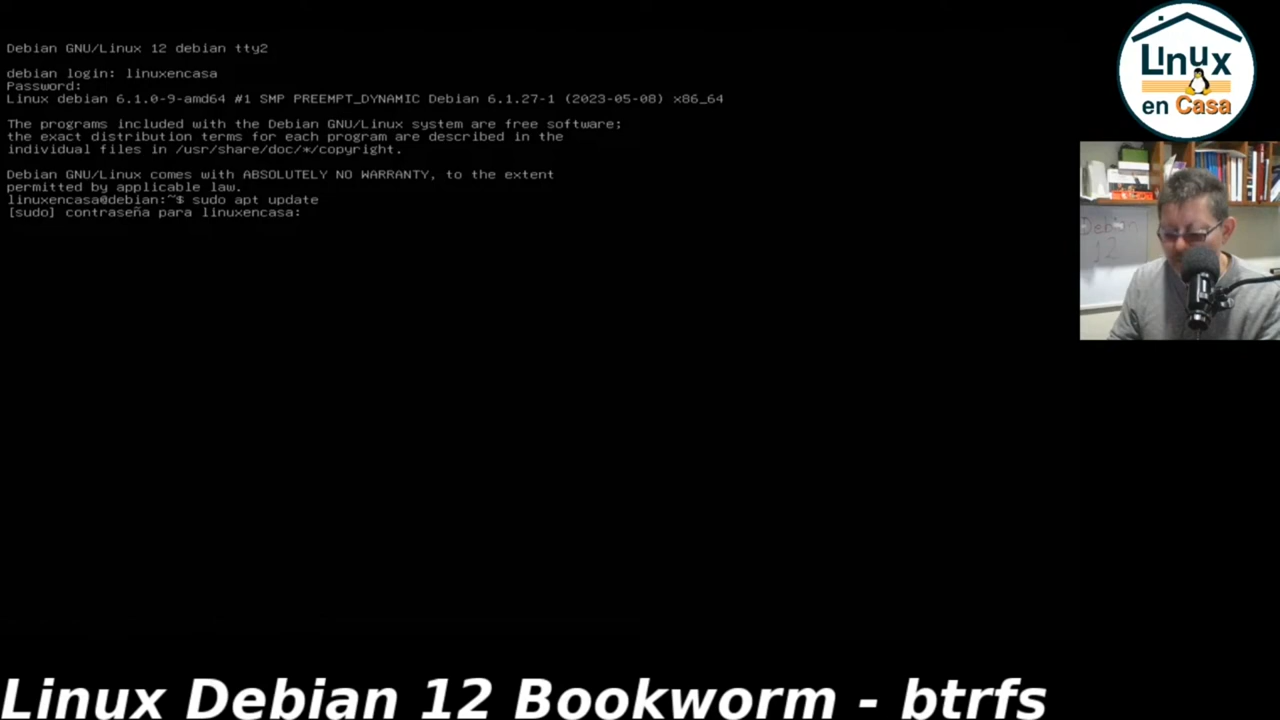 Debian GNU/Linux 12 debian tty2
debian login: linuxencasa
Password:
Linux debian 6.1.0-9-amd64 #1 SMP PREEMPT_DYNAMIC Debian 6.1.27-1 (2023-05-08) x86_64
The programs included with the Debian GNU/Linux system are free software;
the exact distribution terms for each program are described in the
individual files in /usr/share/doc/*/copyright.
Debian GNU/Linux comes with ABSOLUTELY NO WARRANTY, to the extent
permitted by applicable law.
linuxencasa@debian:~$ sudo apt update
[sudo] contraseña para linuxencasa:
Linux
en Casa
Debian
12
Linux Debian 12 Bookworm - btrfs